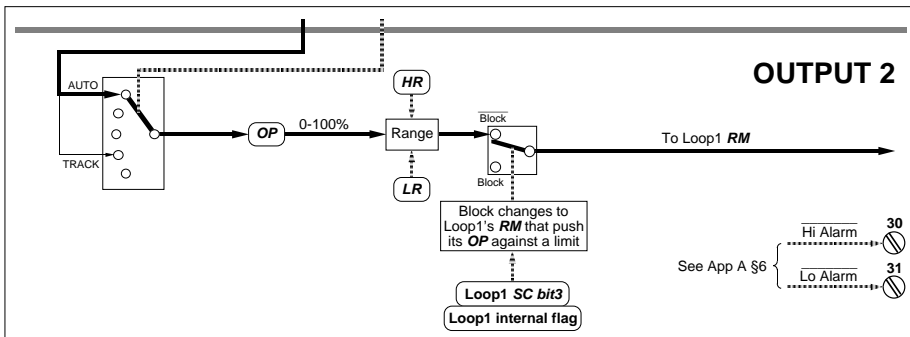 OUTPUT 2
AUTO
TRACK
OP
0-100%
HR
Range
LR
Block
Block
To Loop1 RM
Block changes to
Loop1's RM that push
its OP against a limit
Loop1 SC bit3
Loop1 internal flag
See App A §6
Hi Alarm
30
Lo Alarm
31